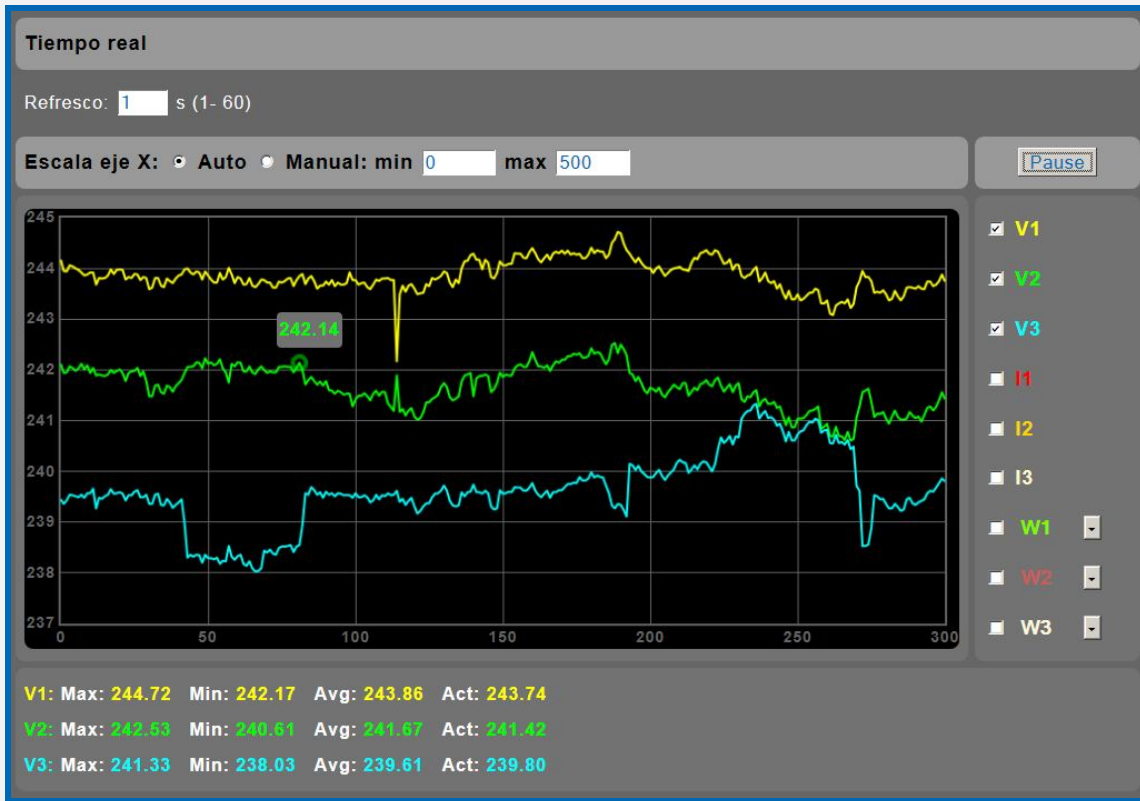 Tiempo real
Refresco: 1 s (1- 60)
Escala eje X: Auto Manual: min 0 max 500
Pause
245
244
243
242
241
240
239
238
237
0 50 100 150 200 250 300
242.14
V1
V2
V3
I1
I2
I3
W1
W2
W3
V1: Max: 244.72 Min: 242.17 Avg: 243.86 Act: 243.74
V2: Max: 242.53 Min: 240.61 Avg: 241.67 Act: 241.42
V3: Max: 241.33 Min: 238.03 Avg: 239.61 Act: 239.80